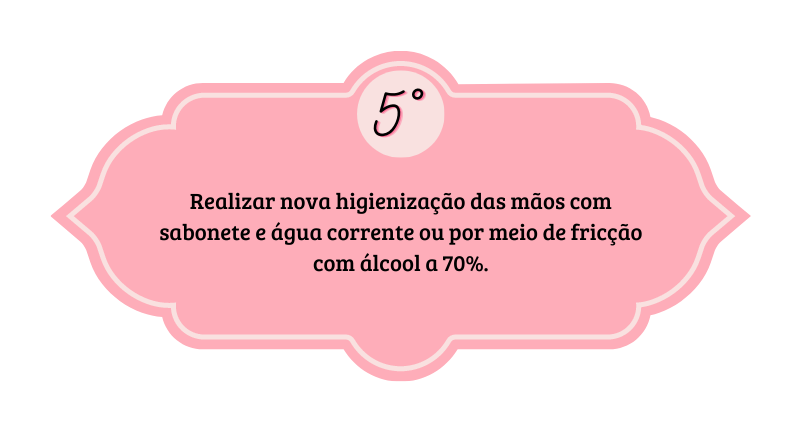 5°
Realizar nova higienização das mãos com
sabonete e água corrente ou por meio de fricção
com álcool a 70%.